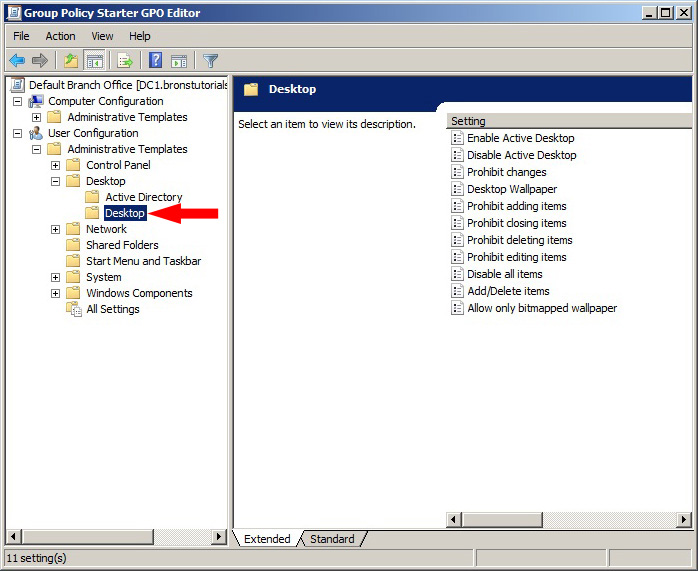 Group Policy Starter GPO Editor
File Action View Help
Default Branch Office [DC1.bronstutorials
Computer Configuration
Administrative Templates
User Configuration
Administrative Templates
Control Panel
Desktop
Active Directory
Desktop
Network
Shared Folders
Start Menu and Taskbar
System
Windows Components
All Settings
Desktop
Select an item to view its description.
Setting
Enable Active Desktop
Disable Active Desktop
Prohibit changes
Desktop Wallpaper
Prohibit adding items
Prohibit closing items
Prohibit deleting items
Prohibit editing items
Disable all items
Add/Delete items
Allow only bitmapped wallpaper
Extended Standard
11 setting(s)